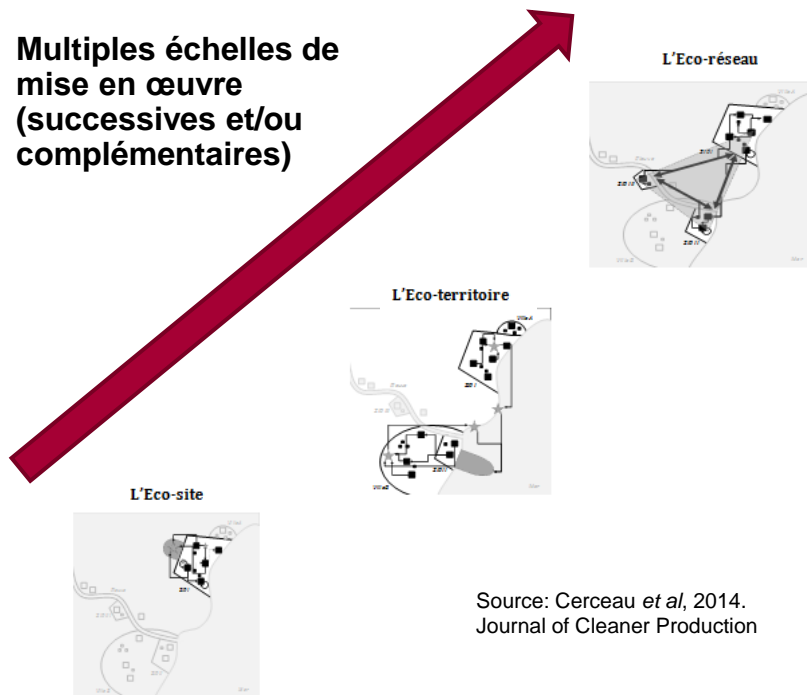 Multiples échelles de
mise en œuvre
(successives et/ou
complémentaires)
L'Eco-réseau
L'Eco-territoire
L'Eco-site
Source: Cerceau et al, 2014.
Journal of Cleaner Production